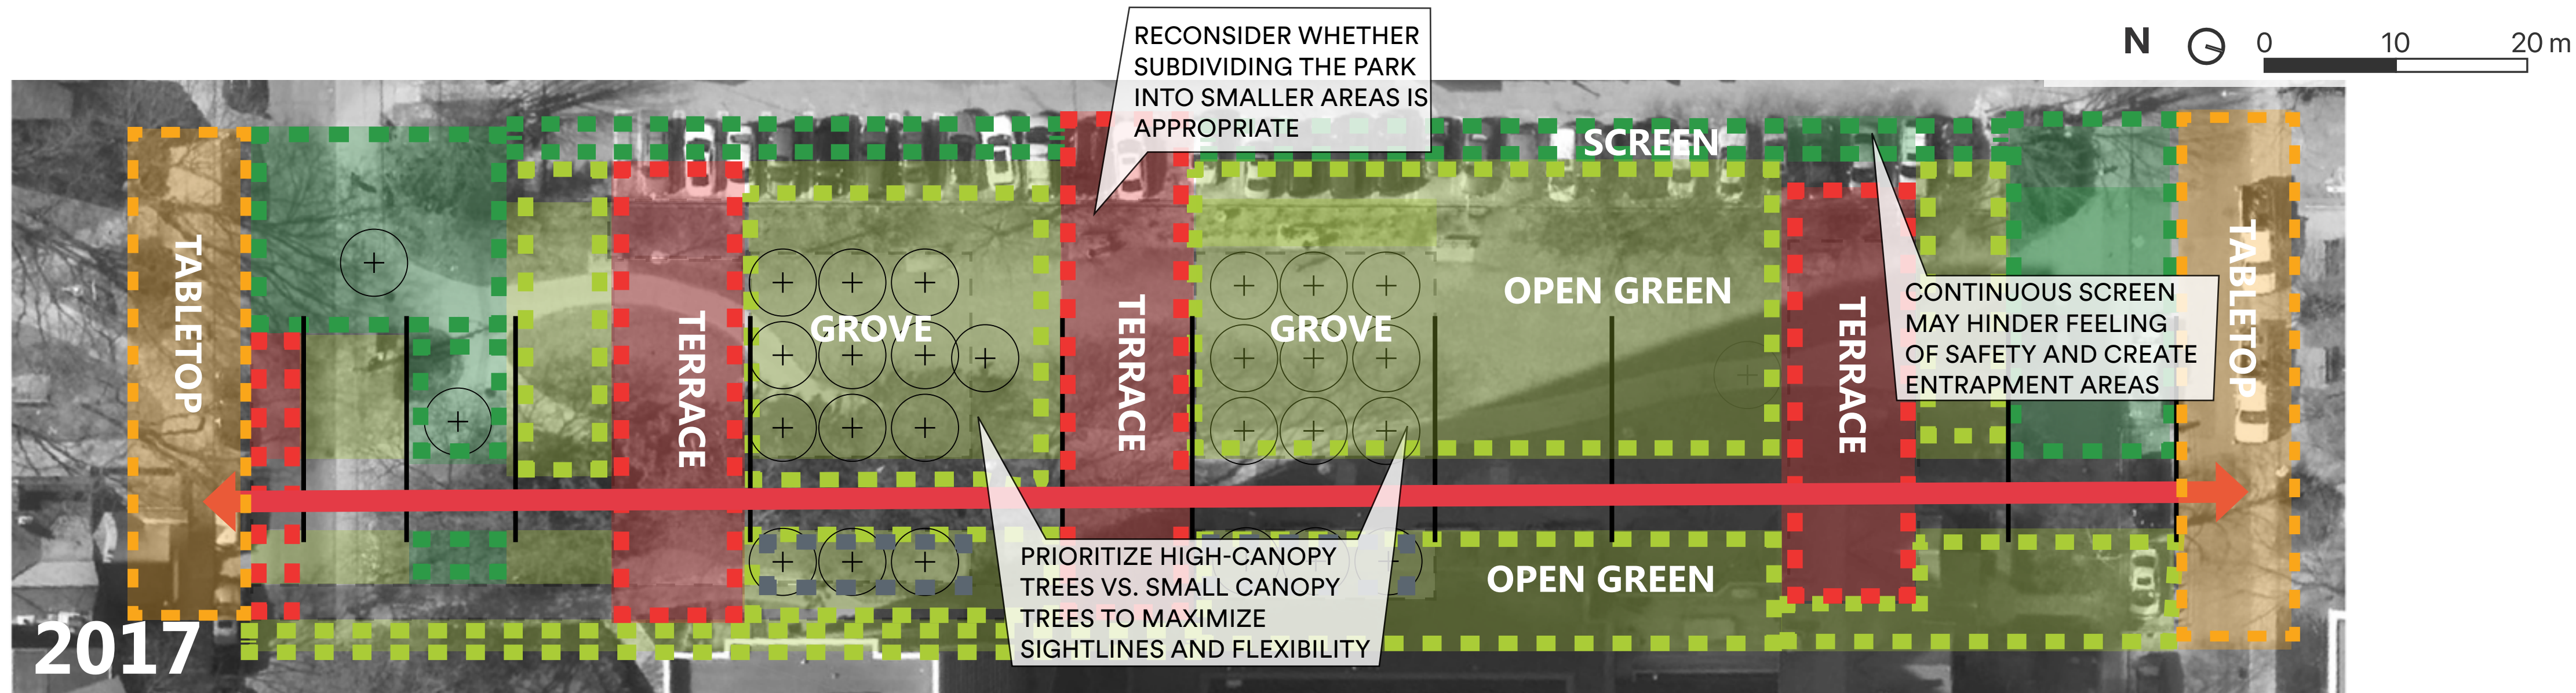 RECONSIDER WHETHER
SUBDIVIDING THE PARK
INTO SMALLER AREAS IS
APPROPRIATE
N
0 10 20 m
SCREEN
TABLETOP
TERRACE
GROVE
TERRACE
GROVE
OPEN GREEN
TERRACE
CONTINUOUS SCREEN
MAY HINDER FEELING
OF SAFETY AND CREATE
ENTRAPMENT AREAS
TABLETOP
PRIORITIZE HIGH-CANOPY
TREES VS. SMALL CANOPY
TREES TO MAXIMIZE
SIGHTLINES AND FLEXIBILITY
OPEN GREEN
2017